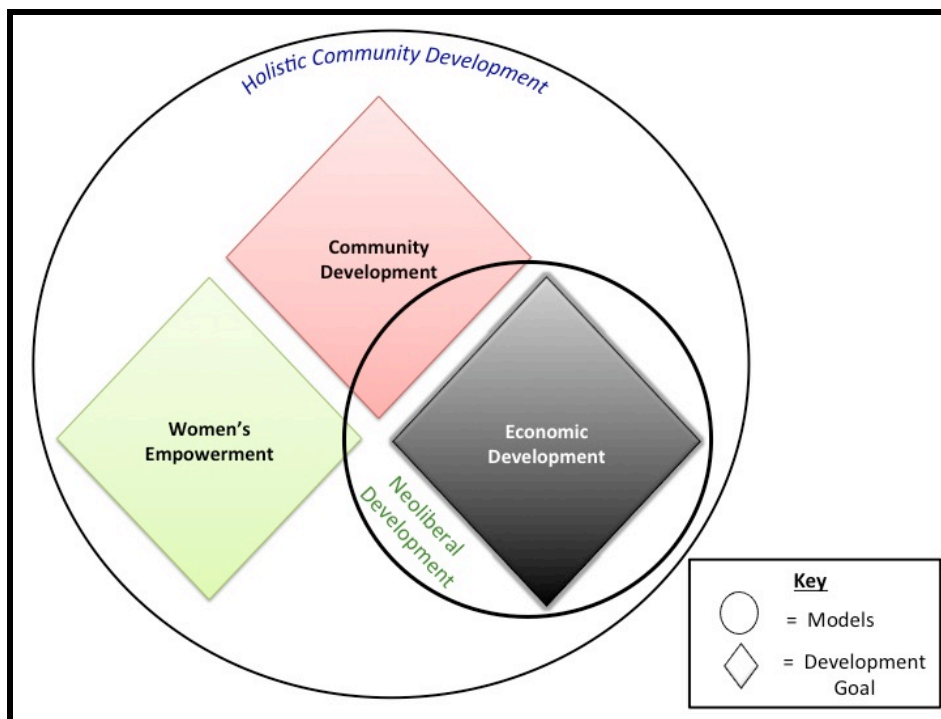 Holistic Community Development
Community
Development
Women's
Empowerment
Economic
Development
Neoliberal
Development
Key
= Models
= Development
Goal